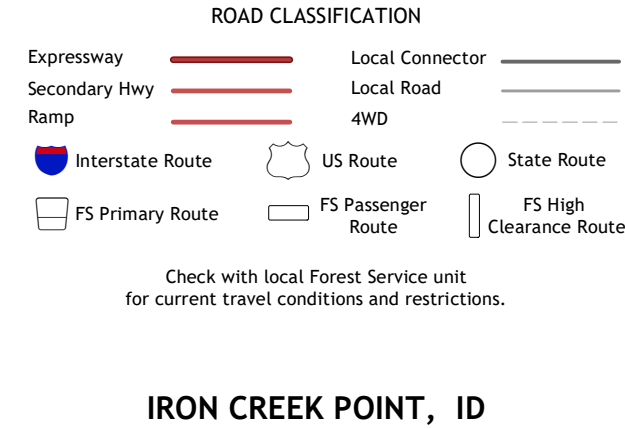 ROAD CLASSIFICATION
Expressway
Local Connector
Secondary Hwy
Local Road
Ramp
4WD
Interstate Route
US Route
State Route
FS Primary Route
FS Passenger
Route
FS High
Clearance Route
Check with local Forest Service unit
for current travel conditions and restrictions.
IRON CREEK POINT, ID